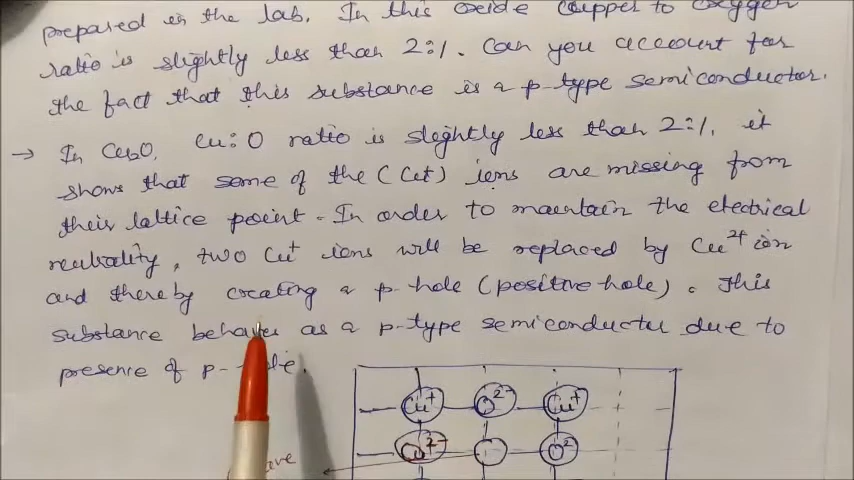 prepared in the lab. In this oxide Cupper to oxygen
ratio is slightly less than 2:1. Can you account for
the fact that this substance is a p-type semiconductor.
→ In Cu2O, Cu:O ratio is slightly less than 2:1, it
shows that some of the (Cu+) ions are missing from
their lattice point. In order to maintain the electrical
neutrality, two Cu+ ions will be replaced by Cu2+ ion
and thereby creating a p-hole (positive hole). This
substance behaves as a p-type semiconductor due to
presence of p-
Cu+ O2- Cu+
O2-